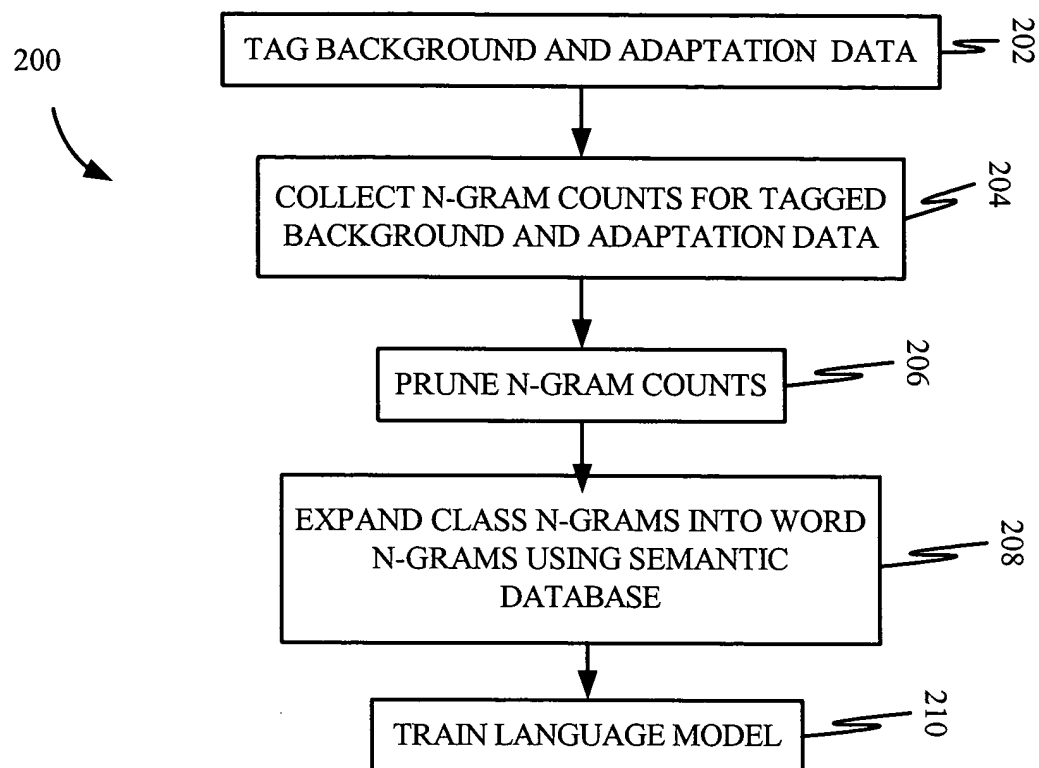 200
TAG BACKGROUND AND ADAPTATION DATA
202
COLLECT N-GRAM COUNTS FOR TAGGED
BACKGROUND AND ADAPTATION DATA
204
PRUNE N-GRAM COUNTS
206
EXPAND CLASS N-GRAMS INTO WORD
N-GRAMS USING SEMANTIC
DATABASE
208
TRAIN LANGUAGE MODEL
210